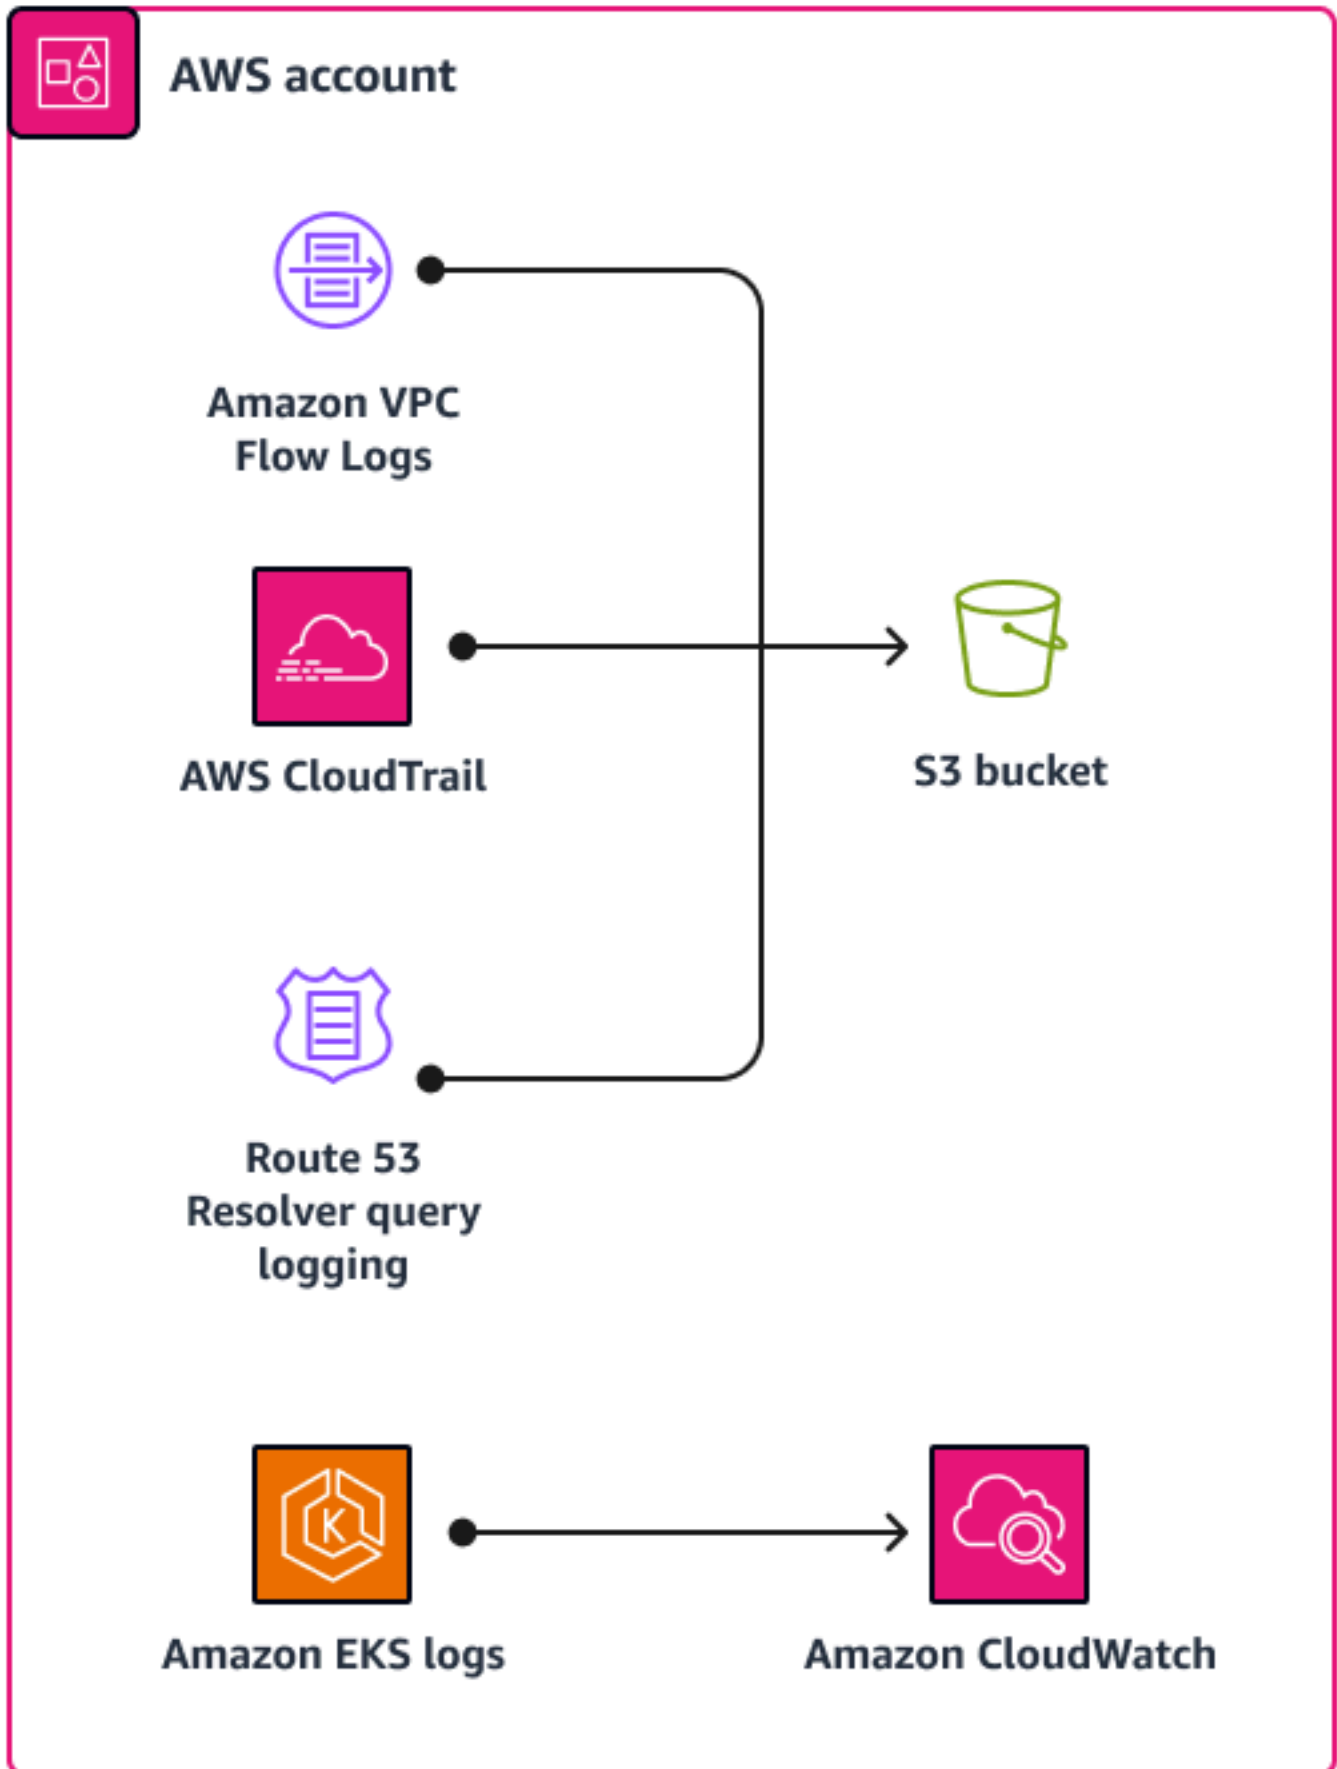 AWS account
Amazon VPC
Flow Logs
AWS CloudTrail
S3 bucket
Route 53
Resolver query
logging
Amazon EKS logs
Amazon CloudWatch